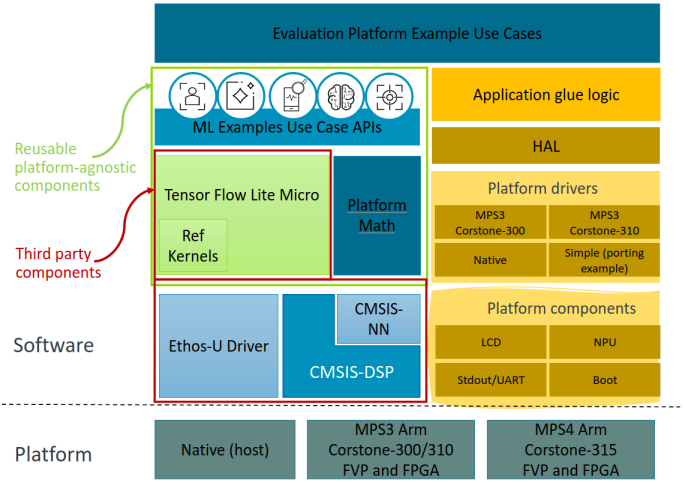 Evaluation Platform Example Use Cases
ML Examples Use Case APIs
Application glue logic
HAL
Reusable
platform-agnostic
components
Tensor Flow Lite Micro
Ref
Kernels
Platform
Math
Platform drivers
MPS3
Corstone-300
MPS3
Corstone-310
Native
Simple (porting
example)
Third party
components
Software
Ethos-U Driver
CMSIS-
NN
CMSIS-DSP
Platform components
LCD
NPU
Stdout/UART
Boot
Platform
Native (host)
MPS3 Arm
Corstone-300/310
FVP and FPGA
MPS4 Arm
Corstone-315
FVP and FPGA